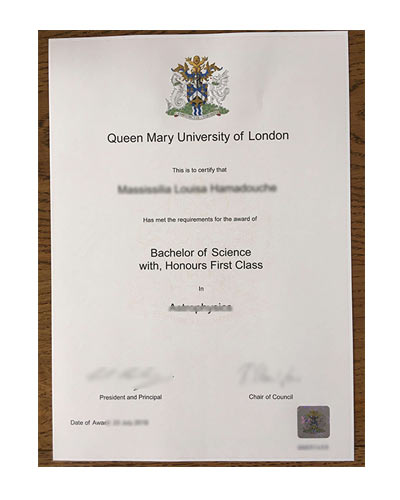 Queen Mary University of London
This is to certify that
Massissilia Louisa Hamadouche
Has met the requirements for the award of
Bachelor of Science
with, Honours First Class
In
Astrophysics
President and Principal
Chair of Council
Date of Award